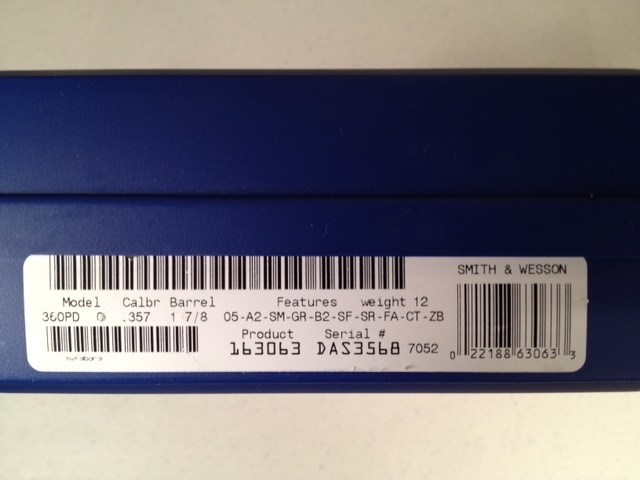 SMITH & WESSON
Model Calbr Barrel Features weight 12
360PD .357 1 7/8 05-A2-SM-GR-B2-SF-SR-FA-CT-ZB
Product Serial #
163063 DAS3568 7052
0 22188 63063 3